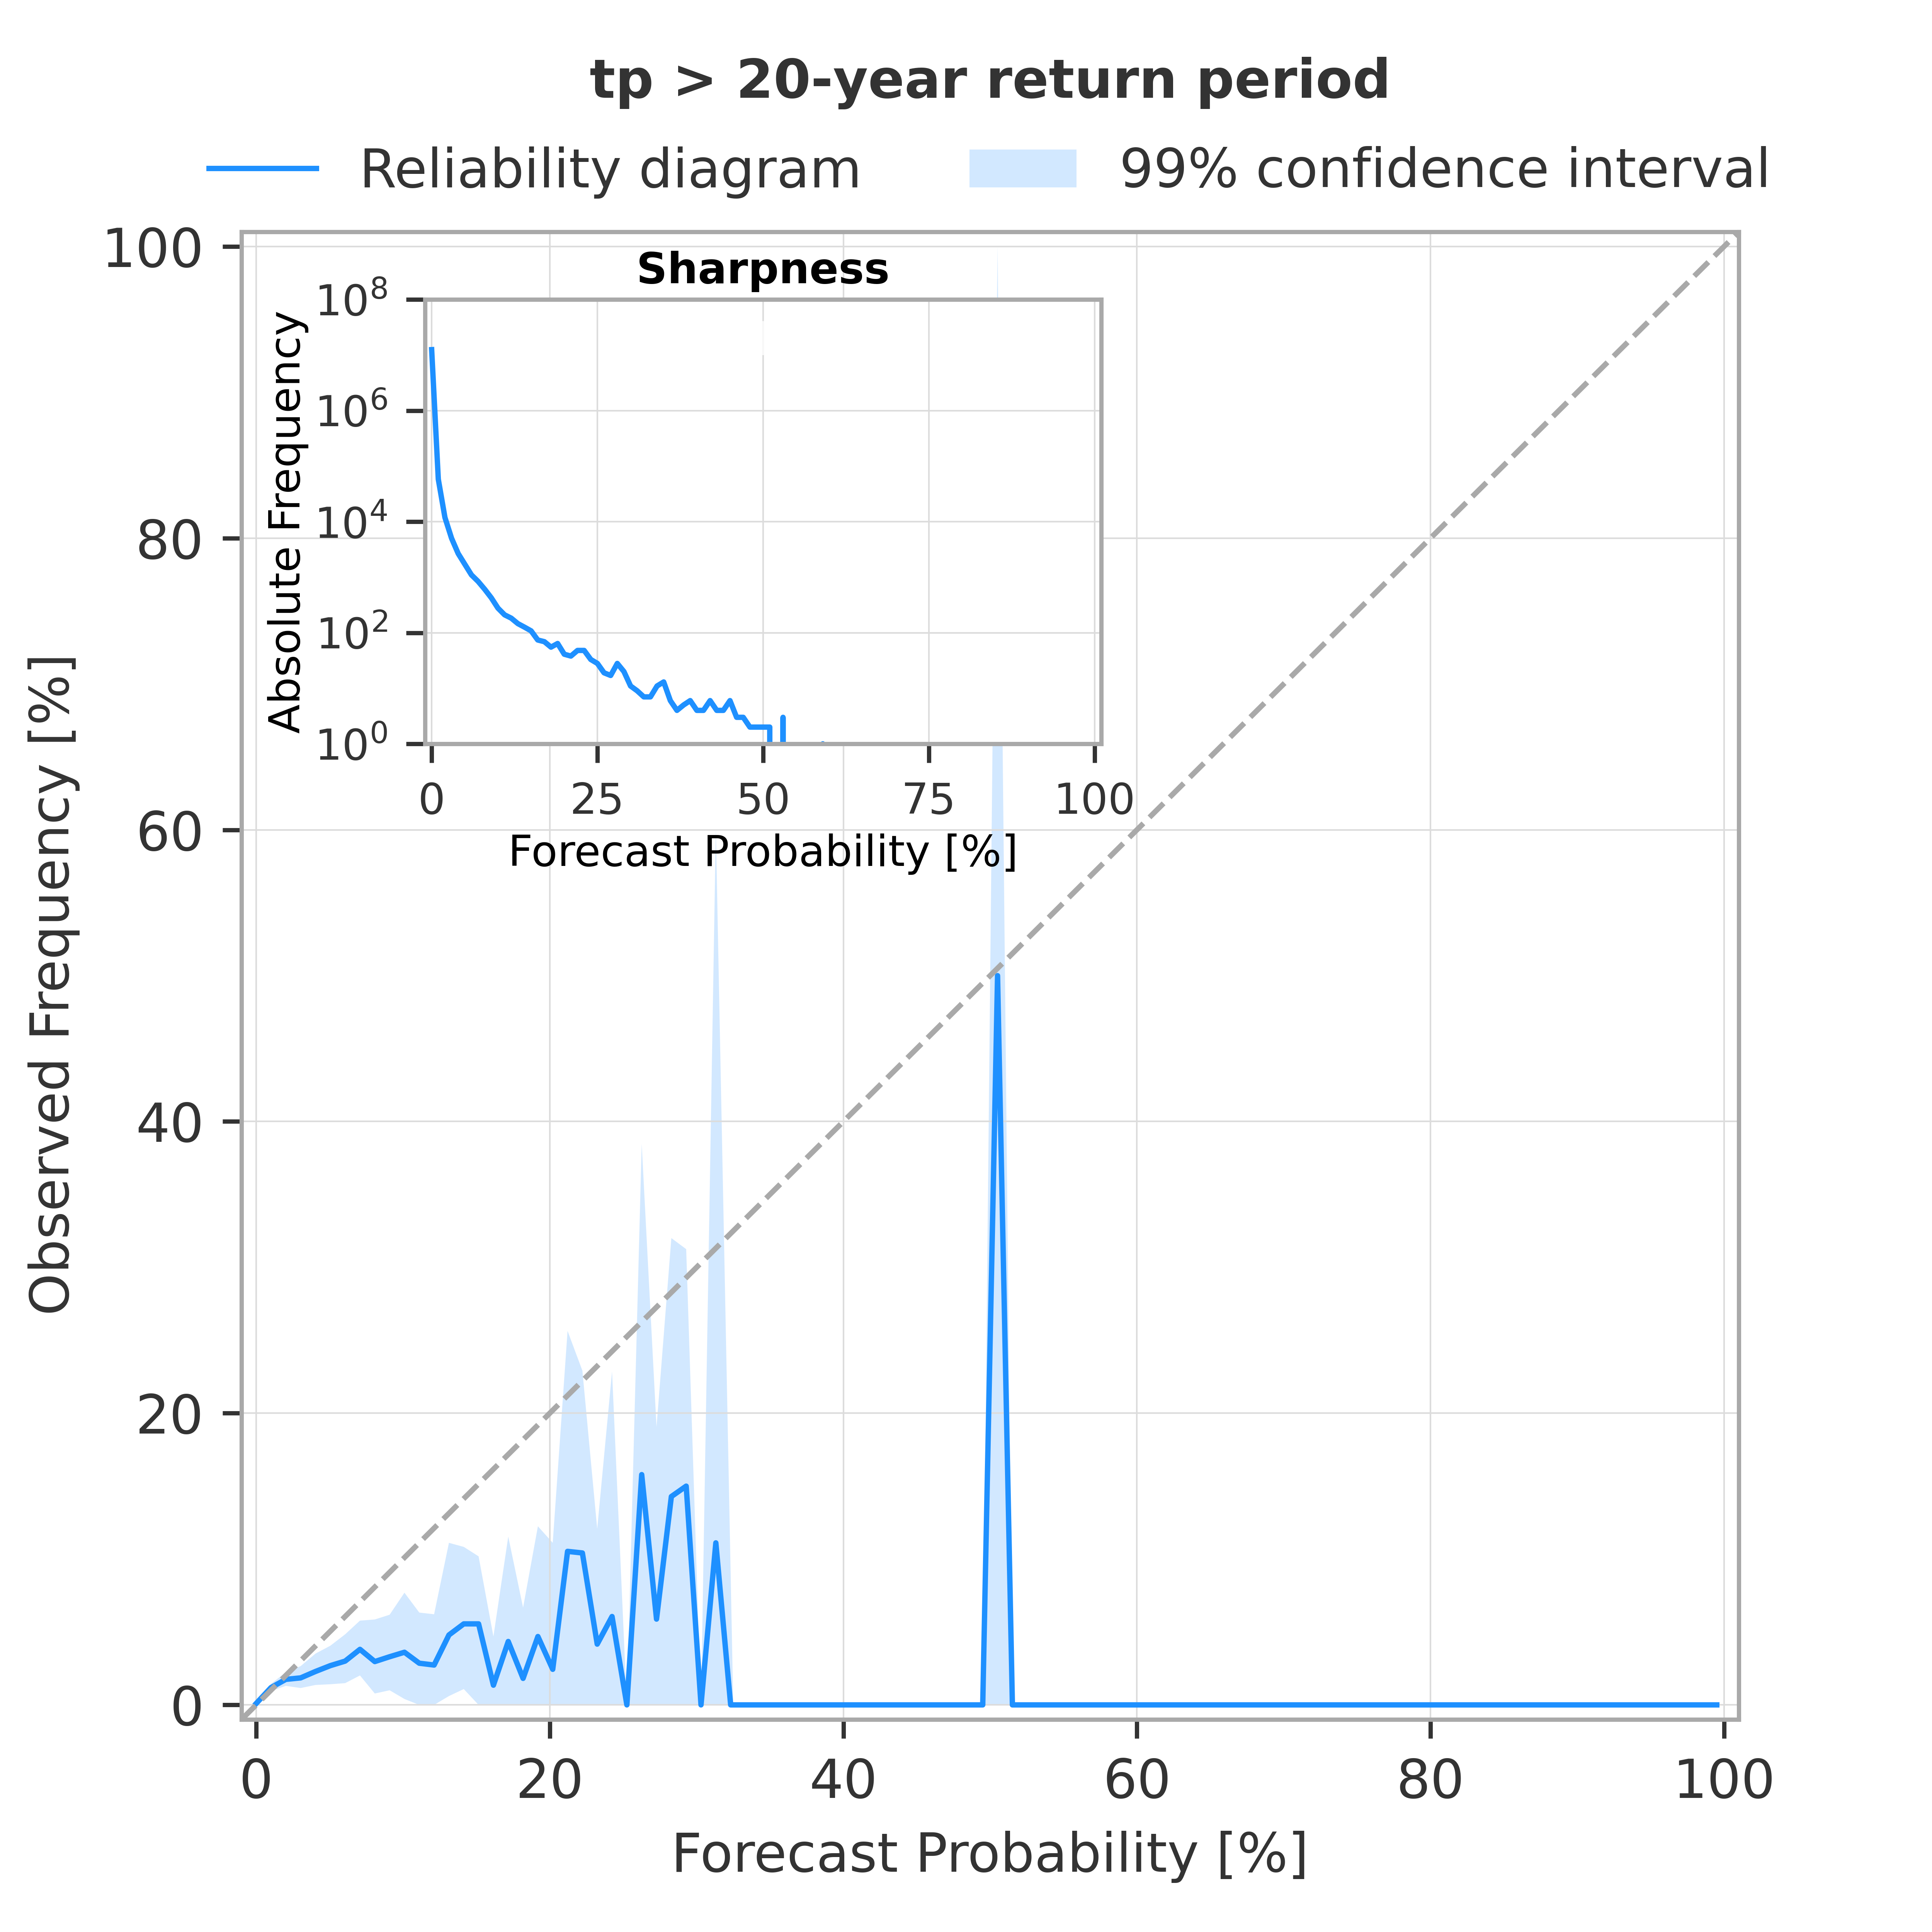 tp > 20-year return period
Reliability diagram
99% confidence interval
Sharpness
Absolute Frequency
10^8
10^6
10^4
10^2
10^0
0 25 50 75 100
Forecast Probability [%]
Observed Frequency [%]
100
80
60
40
20
0
0 20 40 60 80 100
Forecast Probability [%]